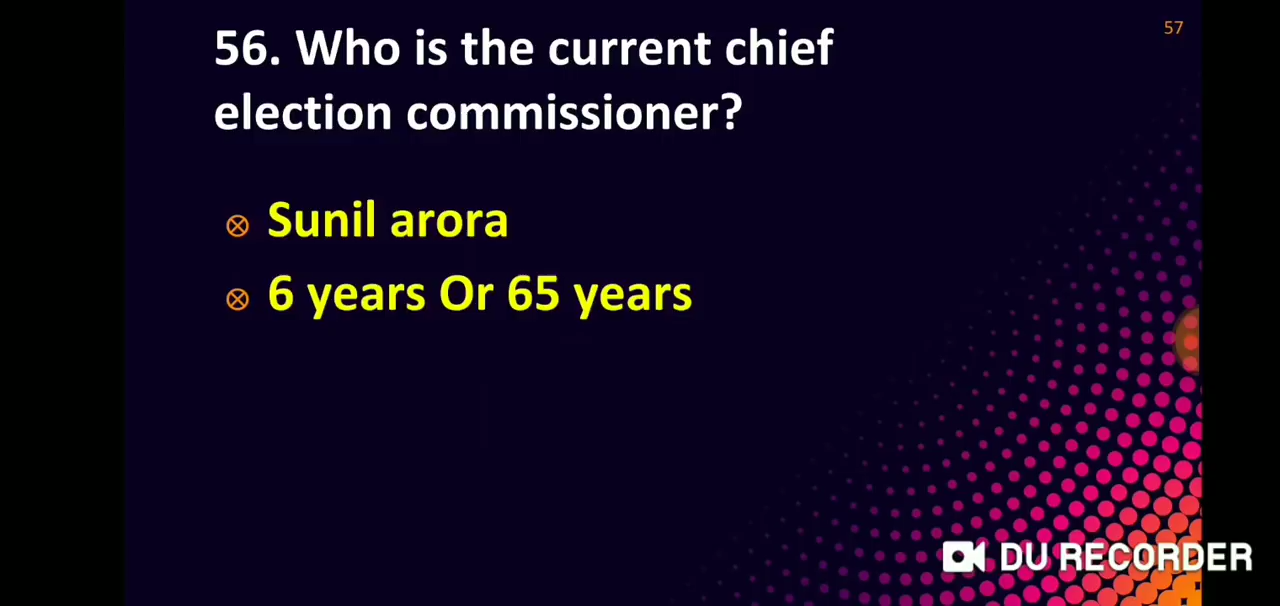 57
56. Who is the current chief
election commissioner?
Sunil arora
6 years Or 65 years
DU RECORDER